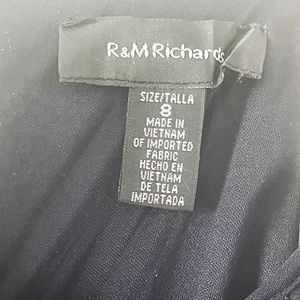 R&M Richards
SIZE/TALLA
8
MADE IN
VIETNAM
OF IMPORTED
FABRIC
HECHO EN
VIETNAM
DE TELA
IMPORTADA